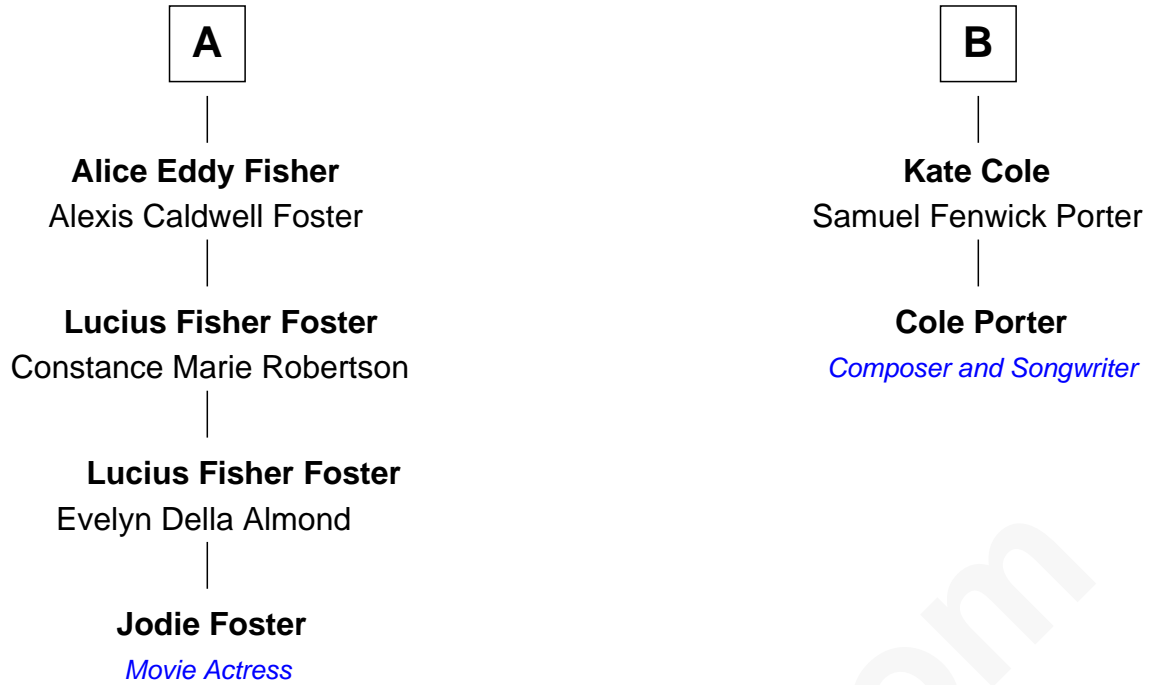 A
Alice Eddy Fisher
Alexis Caldwell Foster
Lucius Fisher Foster
Constance Marie Robertson
Lucius Fisher Foster
Evelyn Della Almond
Jodie Foster
Movie Actress
B
Kate Cole
Samuel Fenwick Porter
Cole Porter
Composer and Songwriter
om